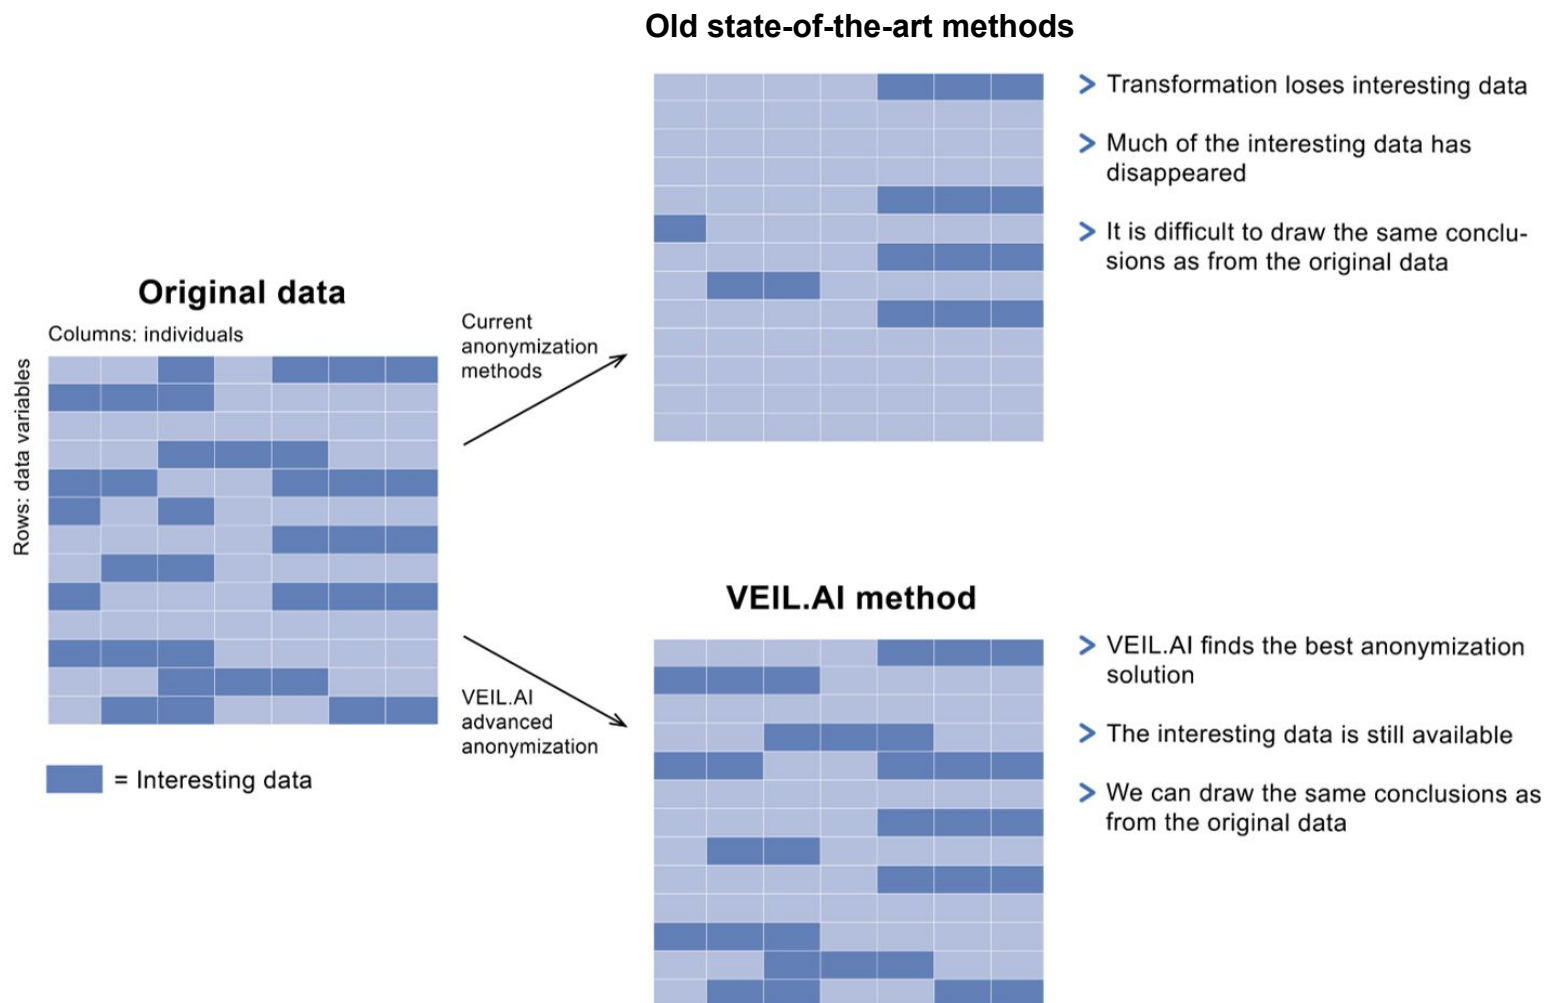 Old state-of-the-art methods
> Transformation loses interesting data
> Much of the interesting data has
disappeared
> It is difficult to draw the same conclu-
sions as from the original data
Original data
Columns: individuals
Rows: data variables
= Interesting data
Current
anonymization
methods
VEIL.AI
advanced
anonymization
VEIL.AI method
> VEIL.AI finds the best anonymization
solution
> The interesting data is still available
> We can draw the same conclusions as
from the original data